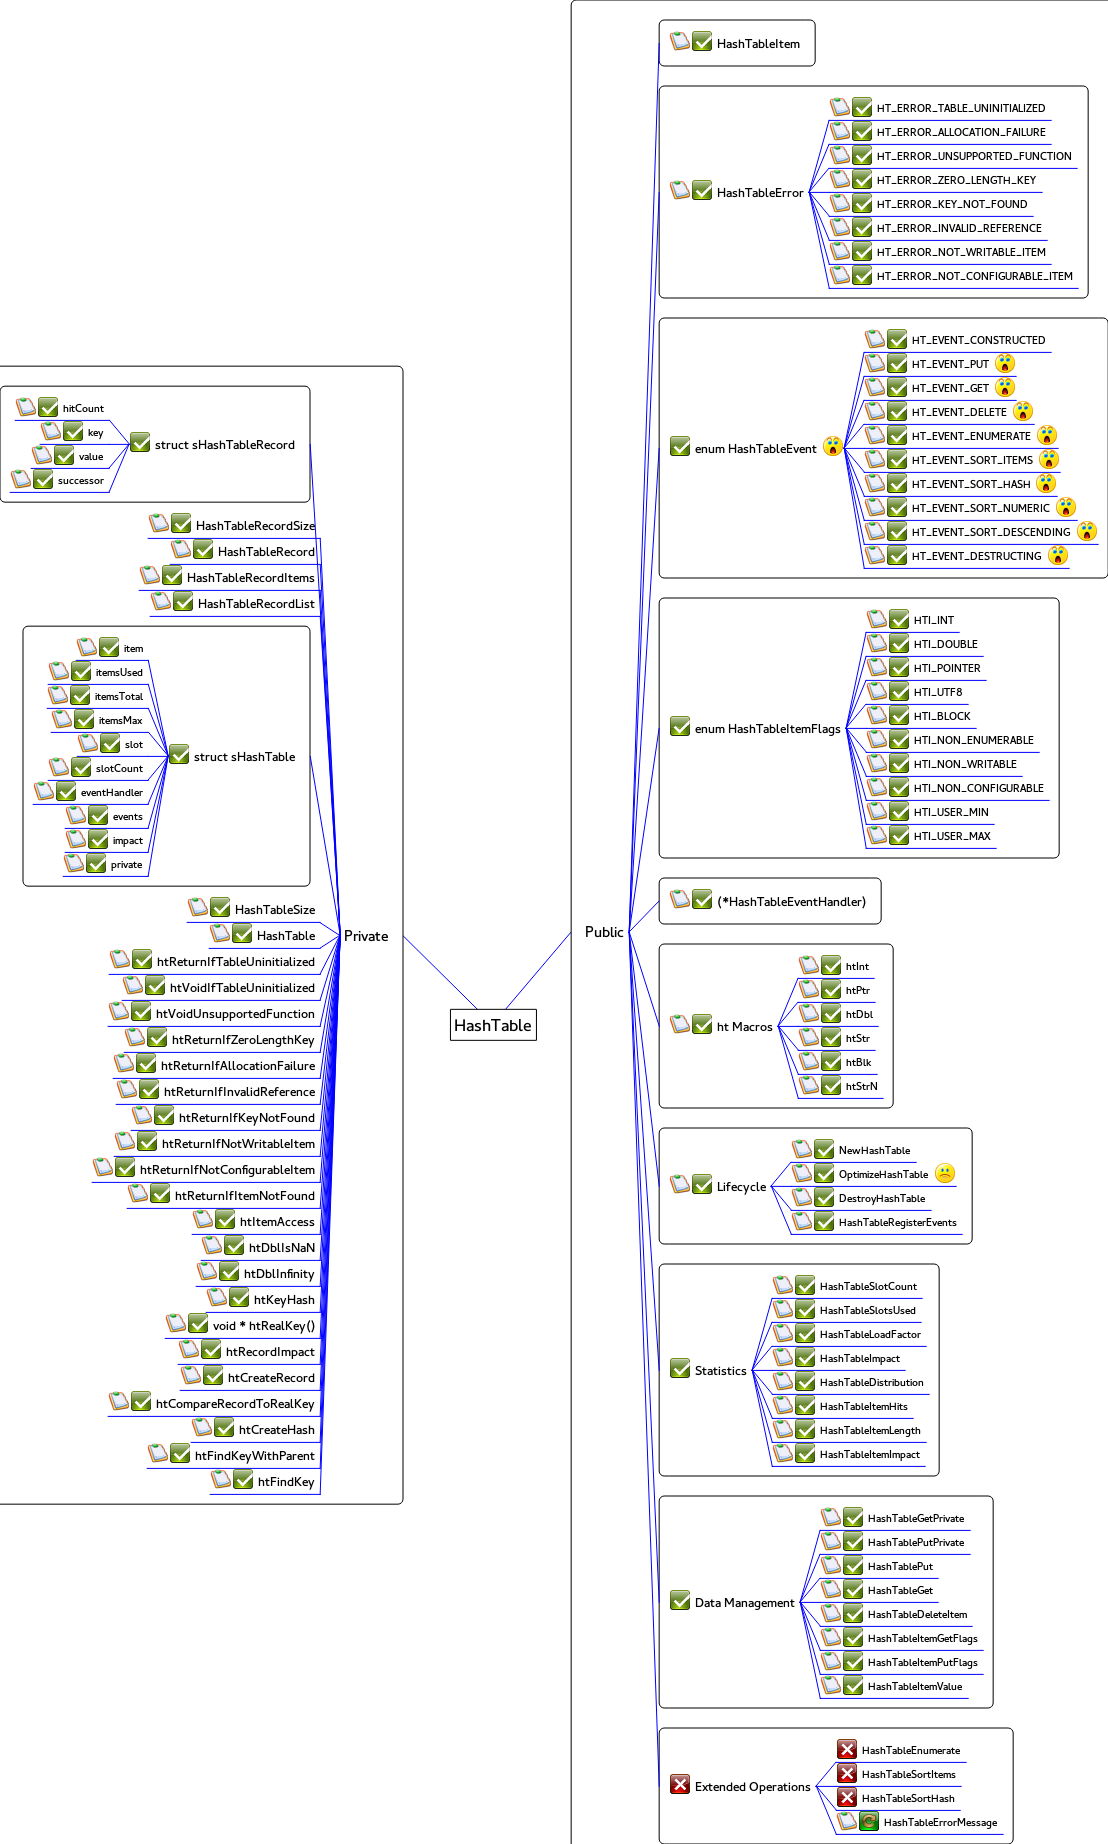 HashTable
Private
struct sHashTableRecord
hitCount
key
value
successor
HashTableRecordSize
HashTableRecord
HashTableRecordItems
HashTableRecordList
struct sHashTable
item
itemsUsed
itemsTotal
itemsMax
slot
slotCount
eventHandler
events
impact
private
HashTableSize
HashTable
htReturnIfTableUninitialized
htVoidIfTableUninitialized
htVoidUnsupportedFunction
htReturnIfZeroLengthKey
htReturnIfAllocationFailure
htReturnIfInvalidReference
htReturnIfKeyNotFound
htReturnIfNotWritableItem
htReturnIfNotConfigurableItem
htReturnIfItemNotFound
htItemAccess
htDblIsNaN
htDblInfinity
htKeyHash
void * htRealKey()
htRecordImpact
htCreateRecord
htCompareRecordToRealKey
htCreateHash
htFindKeyWithParent
htFindKey
Public
HashTableItem
HashTableError
HT_ERROR_TABLE_UNINITIALIZED
HT_ERROR_ALLOCATION_FAILURE
HT_ERROR_UNSUPPORTED_FUNCTION
HT_ERROR_ZERO_LENGTH_KEY
HT_ERROR_KEY_NOT_FOUND
HT_ERROR_INVALID_REFERENCE
HT_ERROR_NOT_WRITABLE_ITEM
HT_ERROR_NOT_CONFIGURABLE_ITEM
enum HashTableEvent
HT_EVENT_CONSTRUCTED
HT_EVENT_PUT
HT_EVENT_GET
HT_EVENT_DELETE
HT_EVENT_ENUMERATE
HT_EVENT_SORT_ITEMS
HT_EVENT_SORT_HASH
HT_EVENT_SORT_NUMERIC
HT_EVENT_SORT_DESCENDING
HT_EVENT_DESTRUCTING
enum HashTableItemFlags
HTI_INT
HTI_DOUBLE
HTI_POINTER
HTI_UTF8
HTI_BLOCK
HTI_NON_ENUMERABLE
HTI_NON_WRITABLE
HTI_NON_CONFIGURABLE
HTI_USER_MIN
HTI_USER_MAX
(*HashTableEventHandler)
ht Macros
htInt
htPtr
htDbl
htStr
htBlk
htStrN
Lifecycle
NewHashTable
OptimizeHashTable
DestroyHashTable
HashTableRegisterEvents
Statistics
HashTableSlotCount
HashTableSlotsUsed
HashTableLoadFactor
HashTableImpact
HashTableDistribution
HashTableItemHits
HashTableItemLength
HashTableItemImpact
Data Management
HashTableGetPrivate
HashTablePutPrivate
HashTablePut
HashTableGet
HashTableDeleteItem
HashTableItemGetFlags
HashTableItemPutFlags
HashTableItemValue
Extended Operations
HashTableEnumerate
HashTableSortItems
HashTableSortHash
HashTableErrorMessage